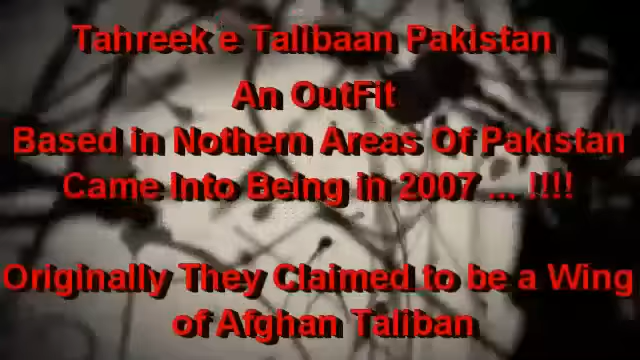 Tahreek e Talibaan Pakistan
An OutFit
Based in Nothern Areas Of Pakistan
Came Into Being in 2007 ... !!!!
Originally They Claimed to be a Wing
of Afghan Taliban